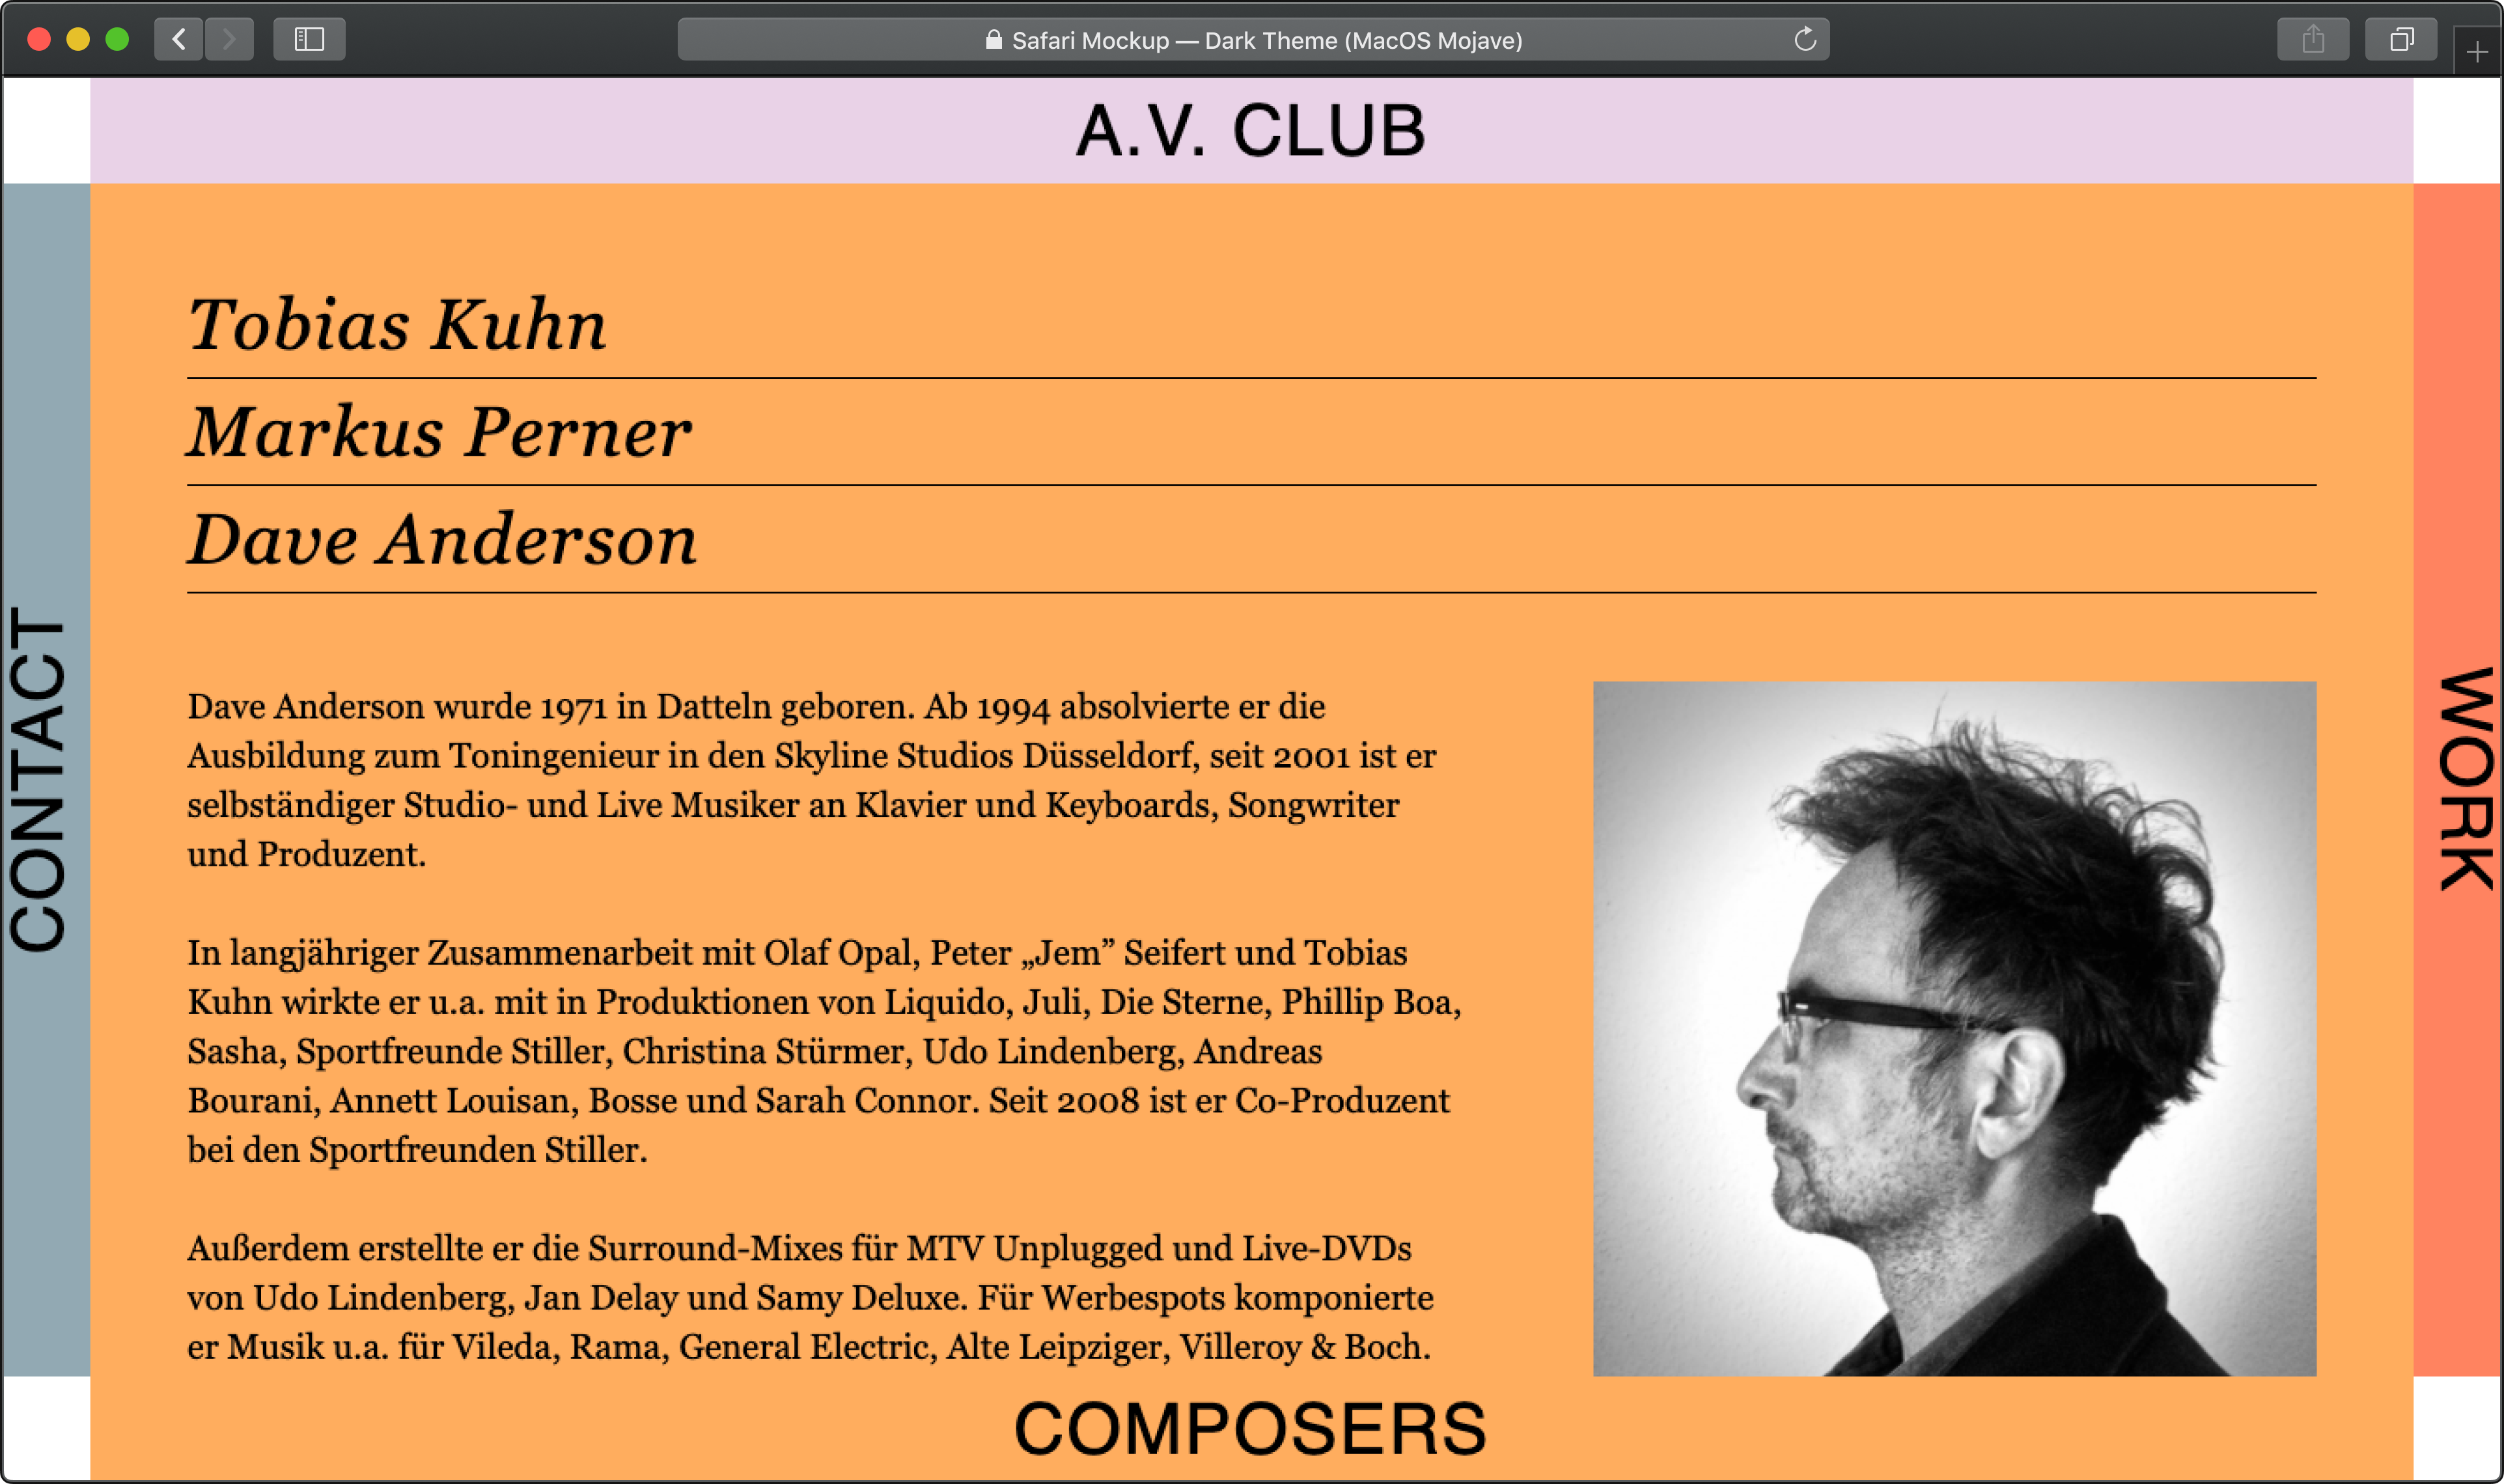 Safari Mockup — Dark Theme (MacOS Mojave)
A.V. CLUB
Tobias Kuhn
Markus Perner
Dave Anderson
CONTACT
Dave Anderson wurde 1971 in Datteln geboren. Ab 1994 absolvierte er die
Ausbildung zum Toningenieur in den Skyline Studios Düsseldorf, seit 2001 ist er
selbständiger Studio- und Live Musiker an Klavier und Keyboards, Songwriter
und Produzent.
In langjähriger Zusammenarbeit mit Olaf Opal, Peter „Jem” Seifert und Tobias
Kuhn wirkte er u.a. mit in Produktionen von Liquido, Juli, Die Sterne, Phillip Boa,
Sasha, Sportfreunde Stiller, Christina Stürmer, Udo Lindenberg, Andreas
Bourani, Annett Louisan, Bosse und Sarah Connor. Seit 2008 ist er Co-Produzent
bei den Sportfreunden Stiller.
Außerdem erstellte er die Surround-Mixes für MTV Unplugged und Live-DVDs
von Udo Lindenberg, Jan Delay und Samy Deluxe. Für Werbespots komponierte
er Musik u.a. für Vileda, Rama, General Electric, Alte Leipziger, Villeroy & Boch.
WORK
COMPOSERS